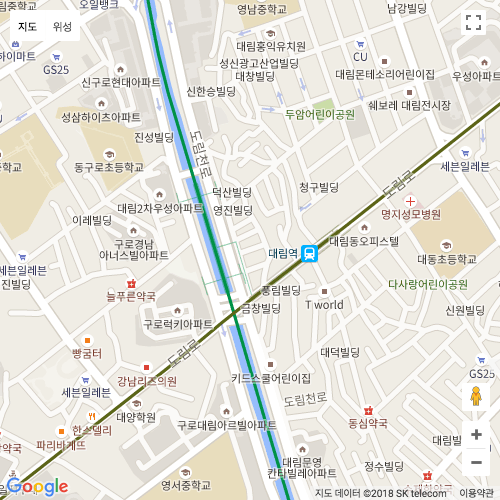 림중학교
오일뱅크
영남중학교
남강빌딩
지도
위성
하이마트
GS25
대림홍익유치원
성신광고산업빌딩
대창빌딩
CU
대림몬테소리어린이집
우성아파트
신구로현대아파트
신한승빌딩
쉐보레 대림전시장
성삼하이츠아파트
두암어린이공원
진성빌딩
도림천로
세븐일레븐
중학교
동구로초등학교
덕산빌딩
청구빌딩
도림로
대림2차우성아파트
영진빌딩
명지성모병원
이레빌딩
구로경남
아너스빌아파트
대림역
대림동오피스텔
대동초등학교
세븐일레븐
진빌딩
늘푸른약국
풍림빌딩
다사랑어린이공원
T world
금창빌딩
신원빌딩
구로럭키아파트
빵굼터
도림로
대덕빌딩
GS25
강남리즈의원
키드스쿨어린이집
세븐일레븐
도림천로
대양학원
한스델리
구로대림아르빌아파트
동심약국
파리바게뜨
약국
대림빌
대림문영
칸타빌레아파트
정수빌딩
Google
영서중학교
지도 데이터 ©2018 SK telecom
이용약관